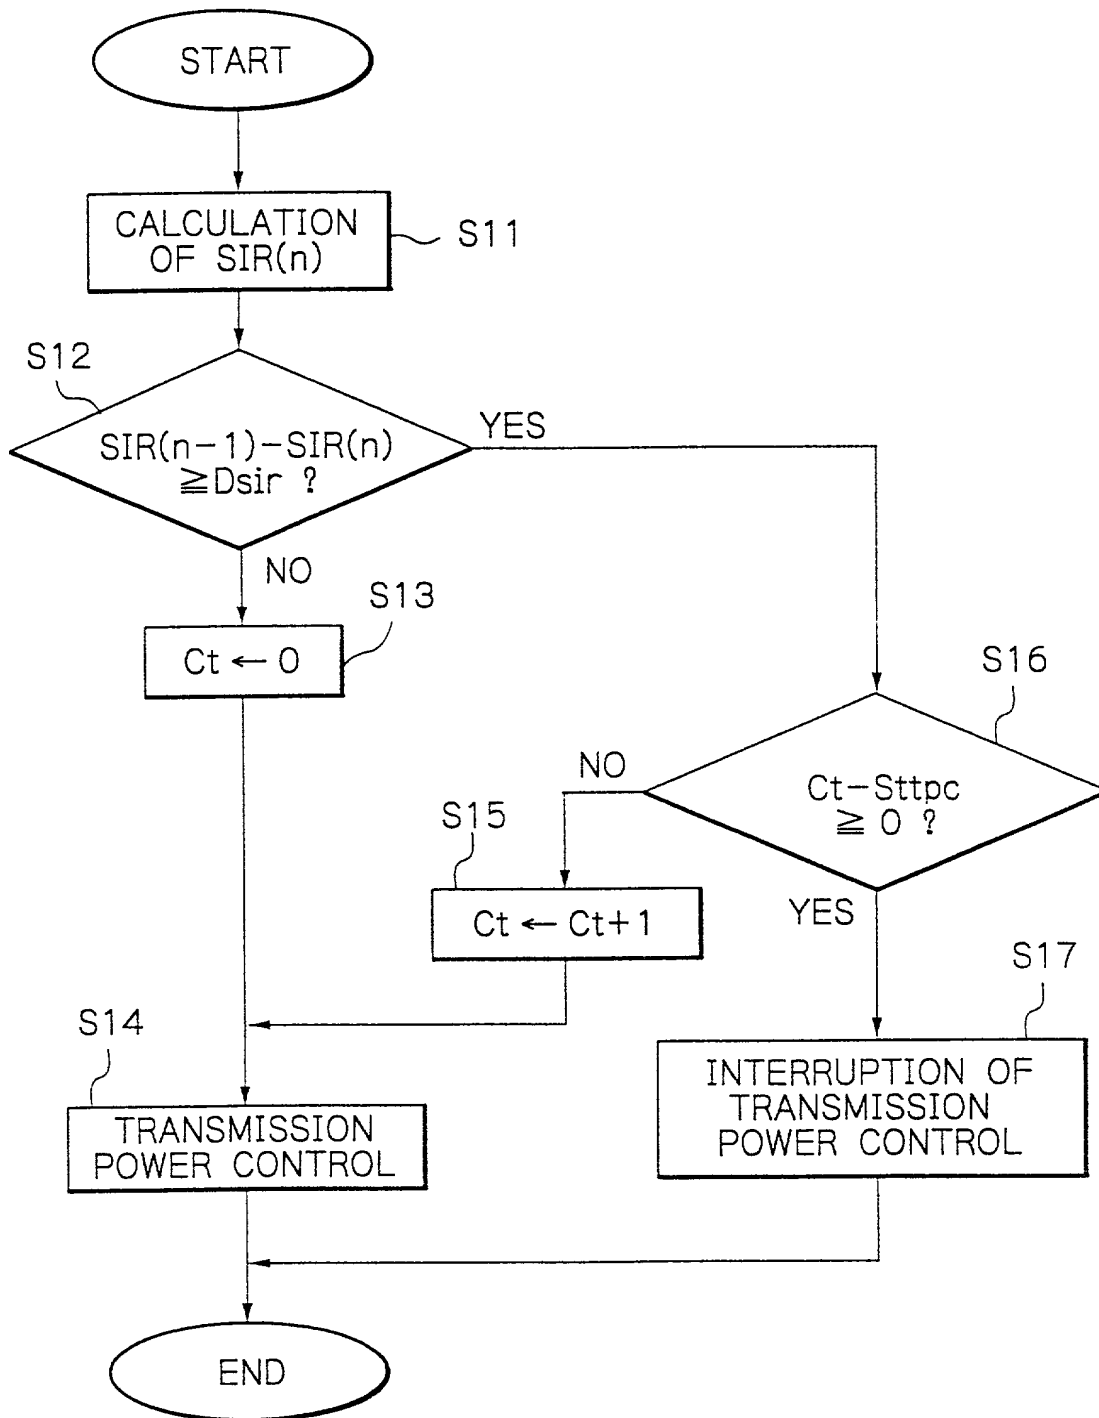 START
CALCULATION
OF SIR(n)
S11
S12
SIR(n-1)-SIR(n)
≧Dsir ?
YES
NO
S13
Ct ← 0
S16
Ct-Sttpc
≧ 0 ?
NO
S15
Ct ← Ct+1
YES
S17
INTERRUPTION OF
TRANSMISSION
POWER CONTROL
S14
TRANSMISSION
POWER CONTROL
END